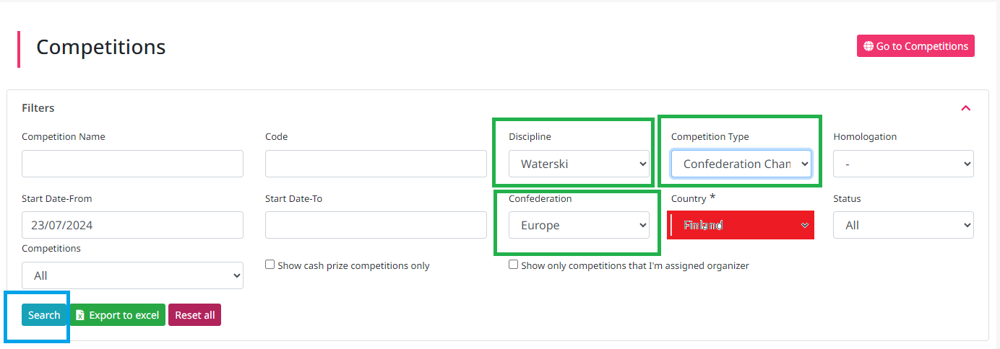 Competitions
Go to Competitions
Filters
Competition Name Code Discipline Competition Type Homologation
Waterski Confederation Chan -
Start Date-From Start Date-To Confederation Country * Status
23/07/2024 Europe Finland All
Competitions
All Show cash prize competitions only Show only competitions that I'm assigned organizer
Search Export to excel Reset all